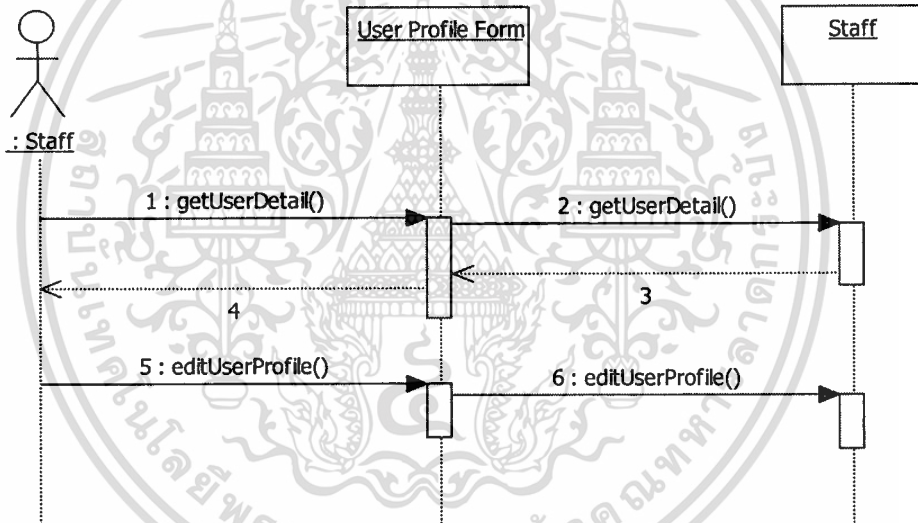 User Profile Form
Staff
: Staff
1 : getUserDetail()
2 : getUserDetail()
3
4
5 : editUserProfile()
6 : editUserProfile()